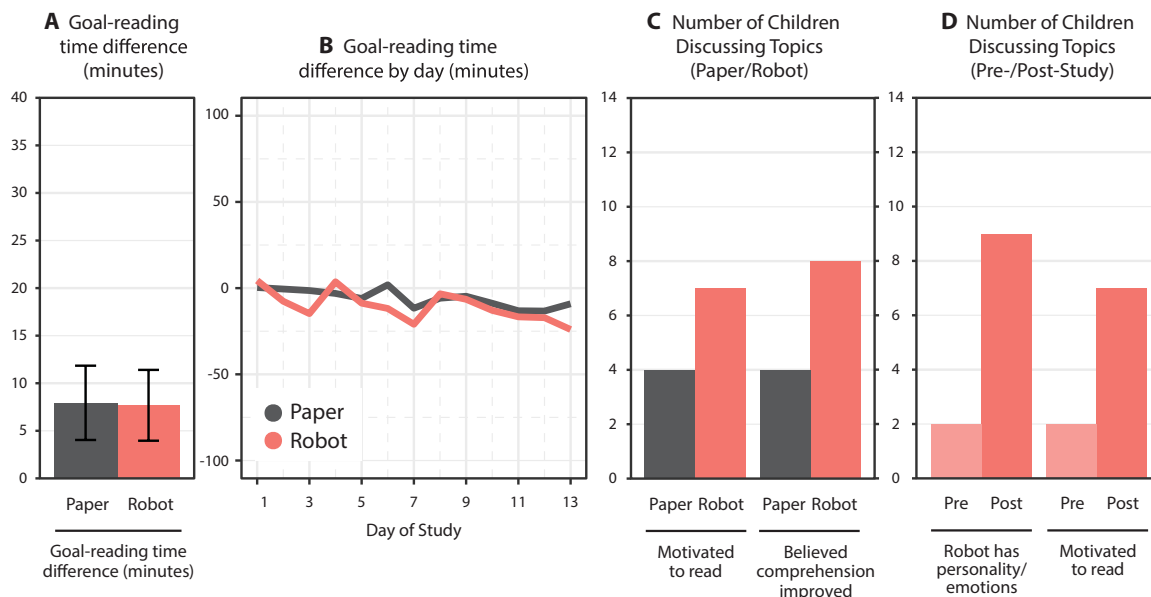 A Goal-reading
time difference
(minutes)
40
35
30
25
20
15
10
5
0
Paper Robot
Goal-reading time
difference (minutes)
B Goal-reading time
difference by day (minutes)
100
50
0
-50
-100
Paper
Robot
1 3 5 7 9 11 13
Day of Study
C Number of Children
Discussing Topics
(Paper/Robot)
14
12
10
8
6
4
2
0
Paper Robot Paper Robot
Motivated
to read
Believed
comprehension
improved
D Number of Children
Discussing Topics
(Pre-/Post-Study)
14
12
10
8
6
4
2
0
Pre Post Pre Post
Robot has
personality/
emotions
Motivated
to read